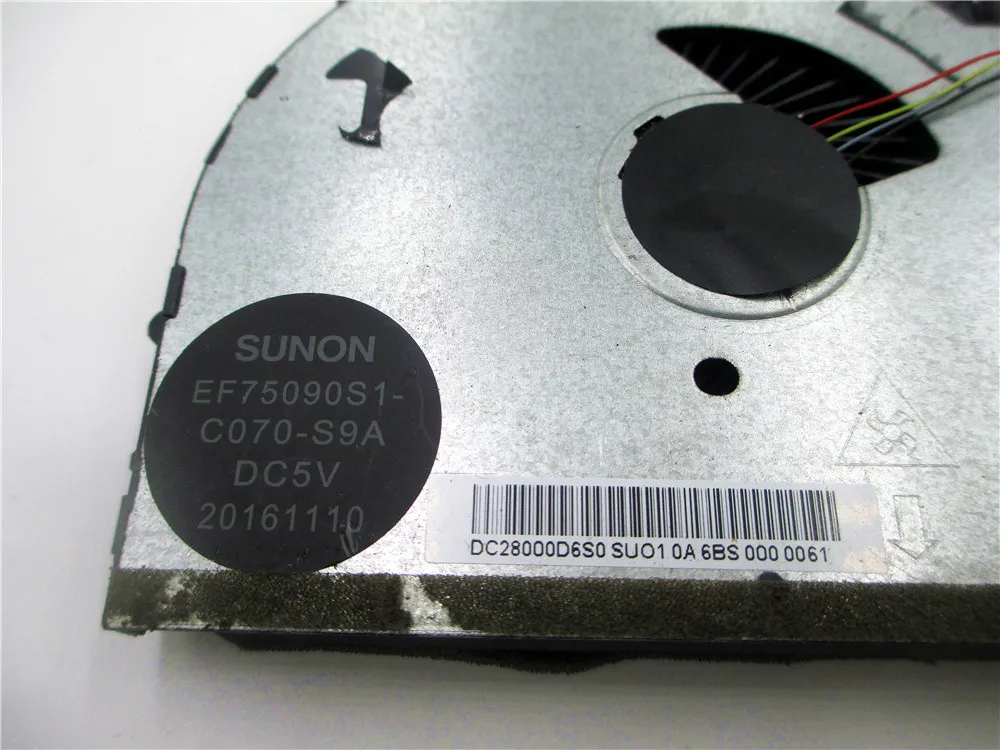 SUNON
EF75090S1-
C070-S9A
DC5V
20161110
DC28000D6S0 SUO1 0A 6BS 000 0061